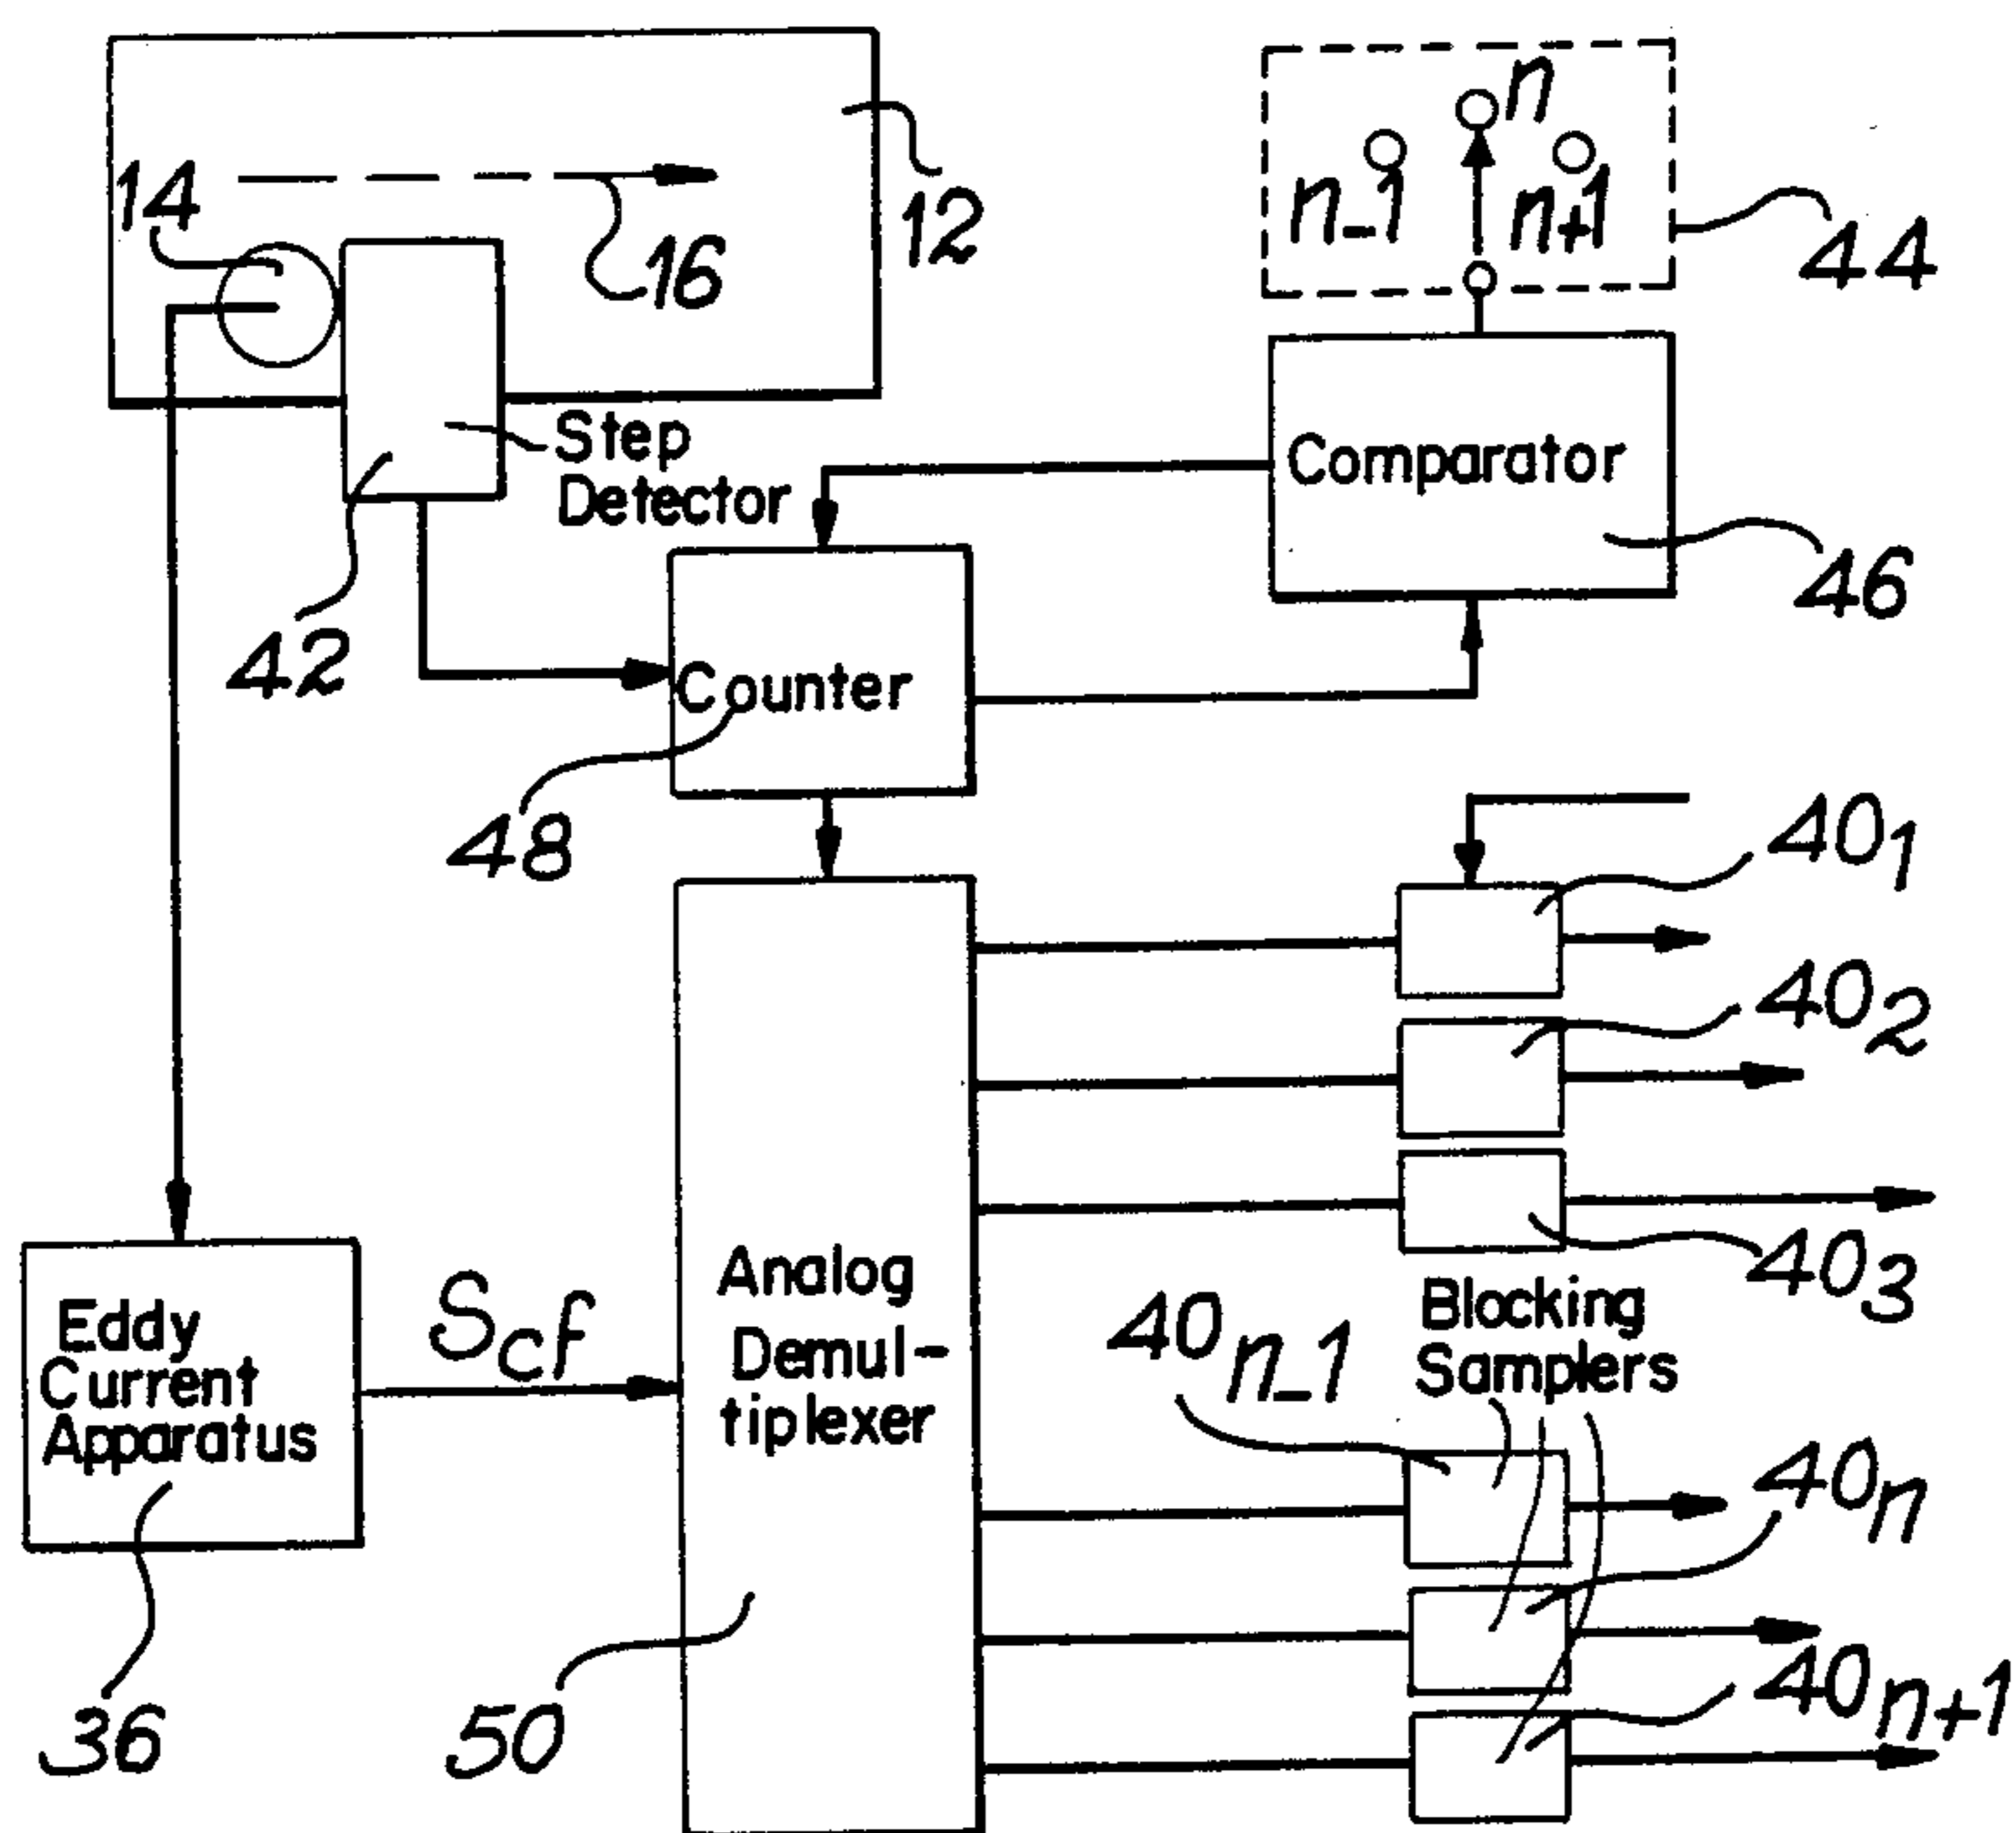 n
14
n-1
n+1
12
16
44
Step
Detector
Comparator
46
42
Counter
48
40₁
40₂
40₃
Analog
Demul-
tiplexer
Blocking
Samplers
Eddy
Current
Apparatus
Scf
40n-1
40n
36
50
40n+1